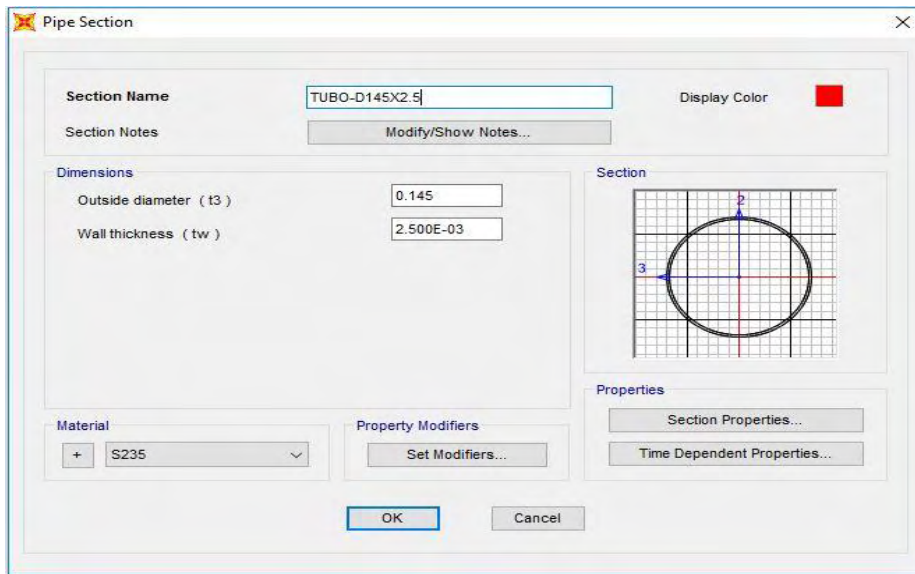 Pipe Section
Section Name
TUBO-D145X2.5
Display Color
Section Notes
Modify/Show Notes...
Dimensions
Outside diameter ( t3 )
0.145
Wall thickness ( tw )
2.500E-03
Section
2
3
Properties
Section Properties...
Time Dependent Properties...
Material
+
S235
Property Modifiers
Set Modifiers...
OK
Cancel